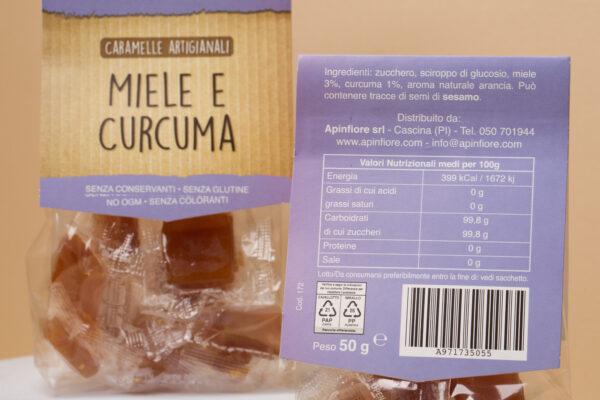 CARAMELLE ARTIGIANALI
MIELE E
CURCUMA
SENZA CONSERVANTI • SENZA GLUTINE
NO OGM • SENZA COLORANTI
Ingredienti: zucchero, sciroppo di glucosio, miele
3%, curcuma 1%, aroma naturale arancia. Può
contenere tracce di semi di sesamo.
Distribuito da:
Apinfiore srl - Cascina (PI) - Tel. 050 701944
www.apinfiore.com - info@apinfiore.com
Valori Nutrizionali medi per 100g
Energia 399 kCal / 1672 kj
Grassi di cui acidi 0 g
grassi saturi 0 g
Carboidrati 99,8 g
di cui zuccheri 99,8 g
Proteine 0 g
Sale 0 g
Lotto/Da consumarsi preferibilmente entro la fine di: vedi sacchetto.
Cod. 172
CAVALLOTTO
21
PAP
CARTA
PP
Raccolta differenziata
Peso 50 g e
A971735055